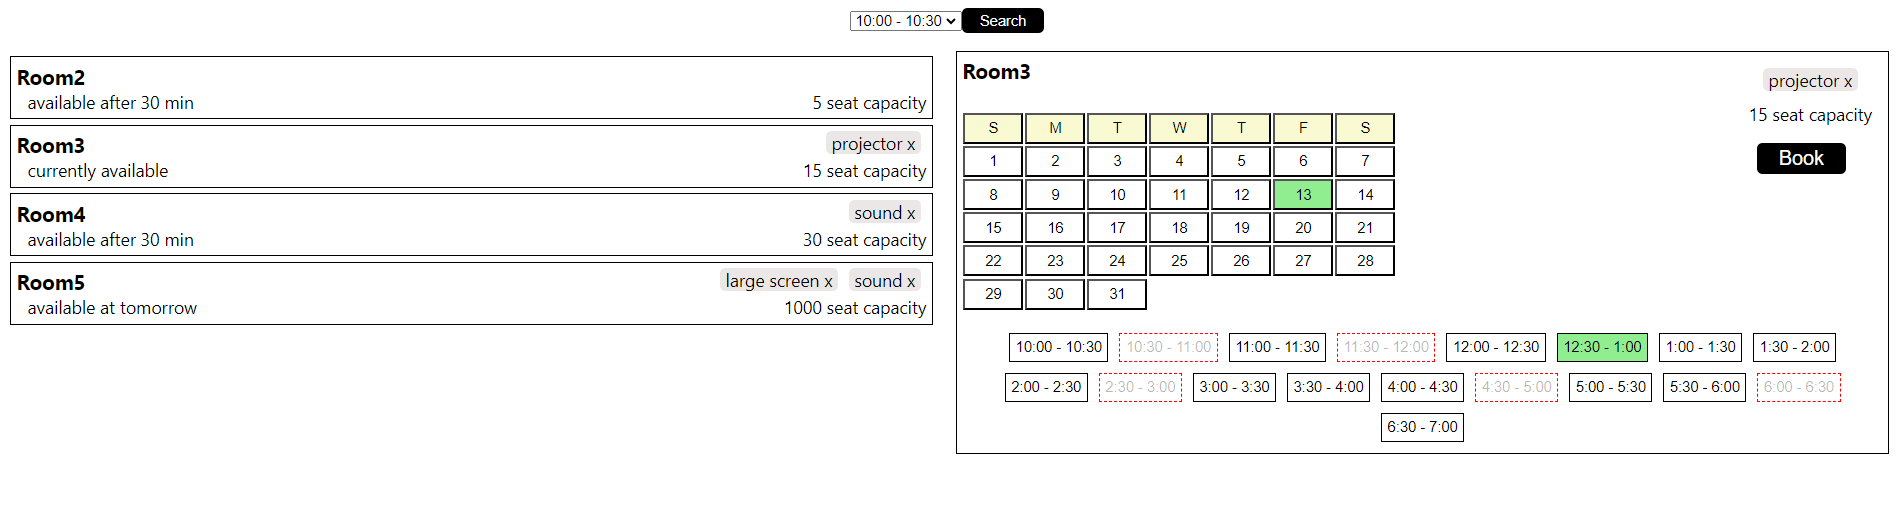 10:00 - 10:30 Search
Room2
available after 30 min 5 seat capacity
Room3 projector x
currently available 15 seat capacity
Room4 sound x
available after 30 min 30 seat capacity
Room5 large screen x sound x
available at tomorrow 1000 seat capacity
Room3
projector x
15 seat capacity
Book
S M T W T F S
1 2 3 4 5 6 7
8 9 10 11 12 13 14
15 16 17 18 19 20 21
22 23 24 25 26 27 28
29 30 31
10:00 - 10:30 10:30 - 11:00 11:00 - 11:30 11:30 - 12:00 12:00 - 12:30 12:30 - 1:00 1:00 - 1:30 1:30 - 2:00
2:00 - 2:30 2:30 - 3:00 3:00 - 3:30 3:30 - 4:00 4:00 - 4:30 4:30 - 5:00 5:00 - 5:30 5:30 - 6:00 6:00 - 6:30
6:30 - 7:00